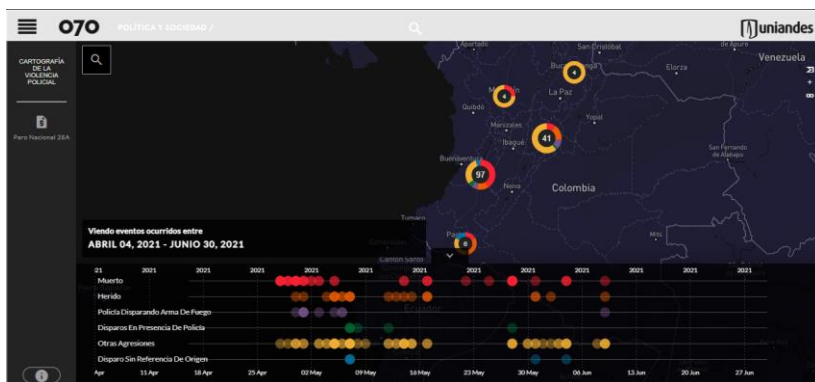 070
POLÍTICA Y SOCIEDAD /
uniandes
CARTOGRAFÍA
DE LA
VIOLENCIA
POLICIAL
Paro Nacional 28A
Apartadó
San Cristóbal
de Apure
Venezuela
Elorza
4
4
La Paz
Quibdó
Yopal
Manizales
41
Ibagué
San Fernando
de Atabapo
Buenaventura
97
Neiva
Colombia
Tumaco
Mitú
6
Viendo eventos ocurridos entre
ABRIL 04, 2021 - JUNIO 30, 2021
21 2021 2021 2021 2021 2021 2021 2021 2021 2021 2021 2021 2021
Muerto
Herido
Policía Disparando Arma De Fuego
Disparos En Presencia De Policía
Ecuador
Otras Agresiones
Disparo Sin Referencia De Origen
Apr 11 Apr 18 Apr 25 Apr 02 May 09 May 16 May 23 May 30 May 06 Jun 13 Jun 20 Jun 27 Jun